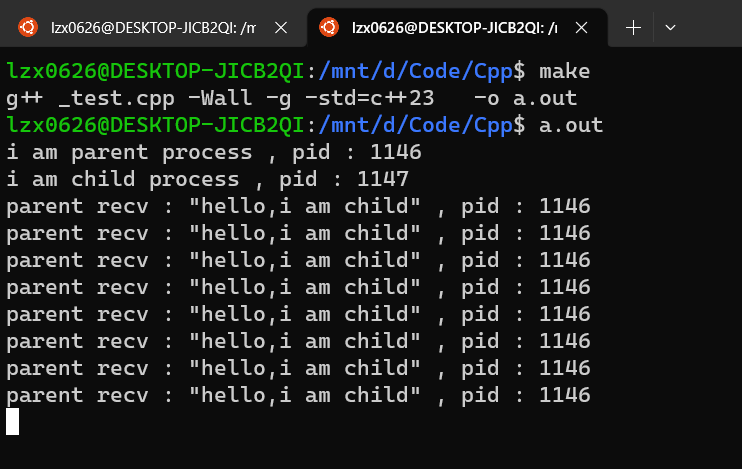 lzx0626@DESKTOP-JICB2QI: /m
lzx0626@DESKTOP-JICB2QI: /
lzx0626@DESKTOP-JICB2QI:/mnt/d/Code/Cpp$ make
g++ _test.cpp -Wall -g -std=c++23   -o a.out
lzx0626@DESKTOP-JICB2QI:/mnt/d/Code/Cpp$ a.out
i am parent process , pid : 1146
i am child process , pid : 1147
parent recv : "hello,i am child" , pid : 1146
parent recv : "hello,i am child" , pid : 1146
parent recv : "hello,i am child" , pid : 1146
parent recv : "hello,i am child" , pid : 1146
parent recv : "hello,i am child" , pid : 1146
parent recv : "hello,i am child" , pid : 1146
parent recv : "hello,i am child" , pid : 1146
parent recv : "hello,i am child" , pid : 1146